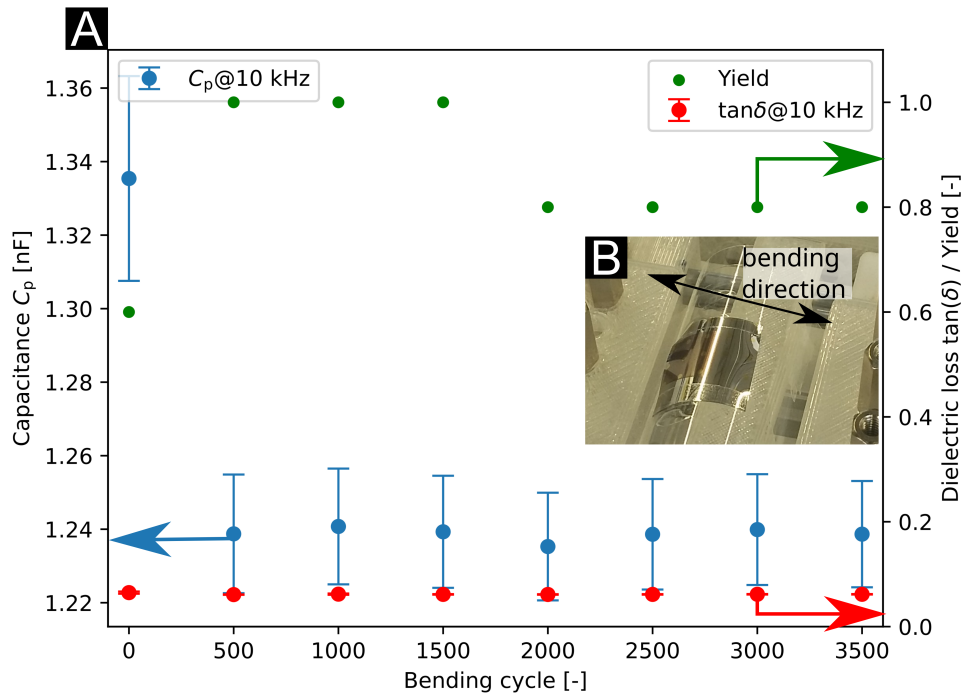 A
Cp@10 kHz
Yield
tanδ@10 kHz
1.36
1.34
1.32
1.30
1.28
1.26
1.24
1.22
Capacitance Cp [nF]
1.0
0.8
0.6
0.4
0.2
0.0
Dielectric loss tan(δ) / Yield [-]
B
bending
direction
0 500 1000 1500 2000 2500 3000 3500
Bending cycle [-]